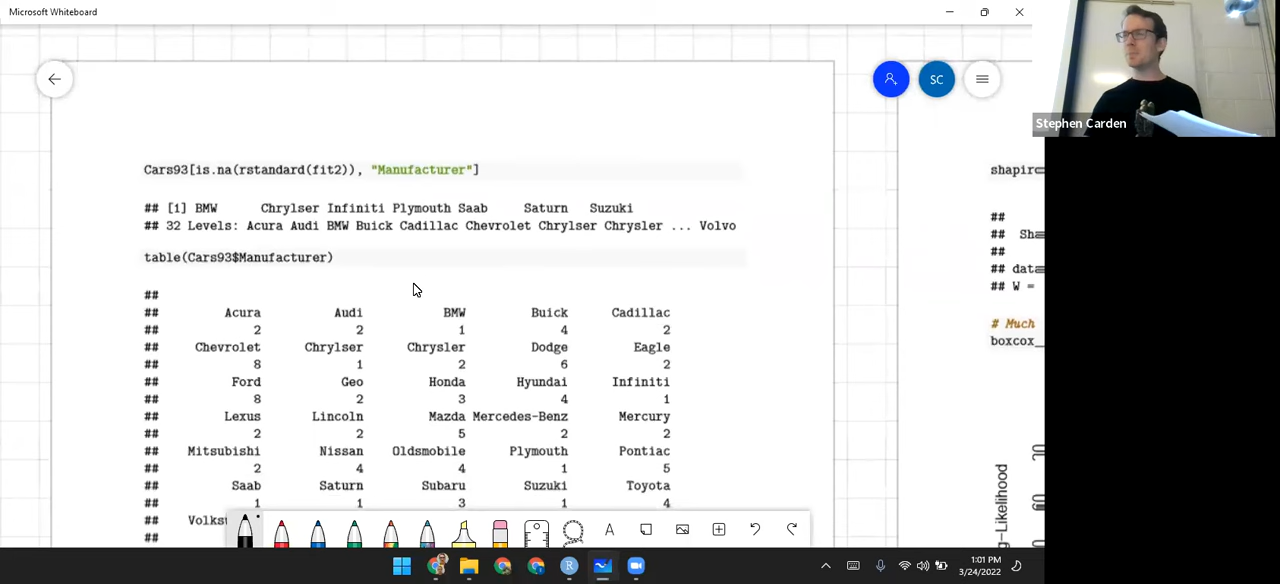 Microsoft Whiteboard
SC
Stephen Carden
Cars93[is.na(rstandard(fit2)), "Manufacturer"]
## [1] BMW Chrylser Infiniti Plymouth Saab Saturn Suzuki
## 32 Levels: Acura Audi BMW Buick Cadillac Chevrolet Chrylser Chrysler ... Volvo
table(Cars93$Manufacturer)
##
## Acura Audi BMW Buick Cadillac
## 2 2 1 4 2
## Chevrolet Chrylser Chrysler Dodge Eagle
## 8 1 2 6 2
## Ford Geo Honda Hyundai Infiniti
## 8 2 3 4 1
## Lexus Lincoln Mazda Mercedes-Benz Mercury
## 2 2 5 2 2
## Mitsubishi Nissan Oldsmobile Plymouth Pontiac
## 2 4 4 1 5
## Saab Saturn Subaru Suzuki Toyota
## 1 1 3 1 4
## Volks
##
shapir
##
## Sha
##
## data
## W =
# Much
boxcox_
g-Likelihood
A
R
1:01 PM
3/24/2022